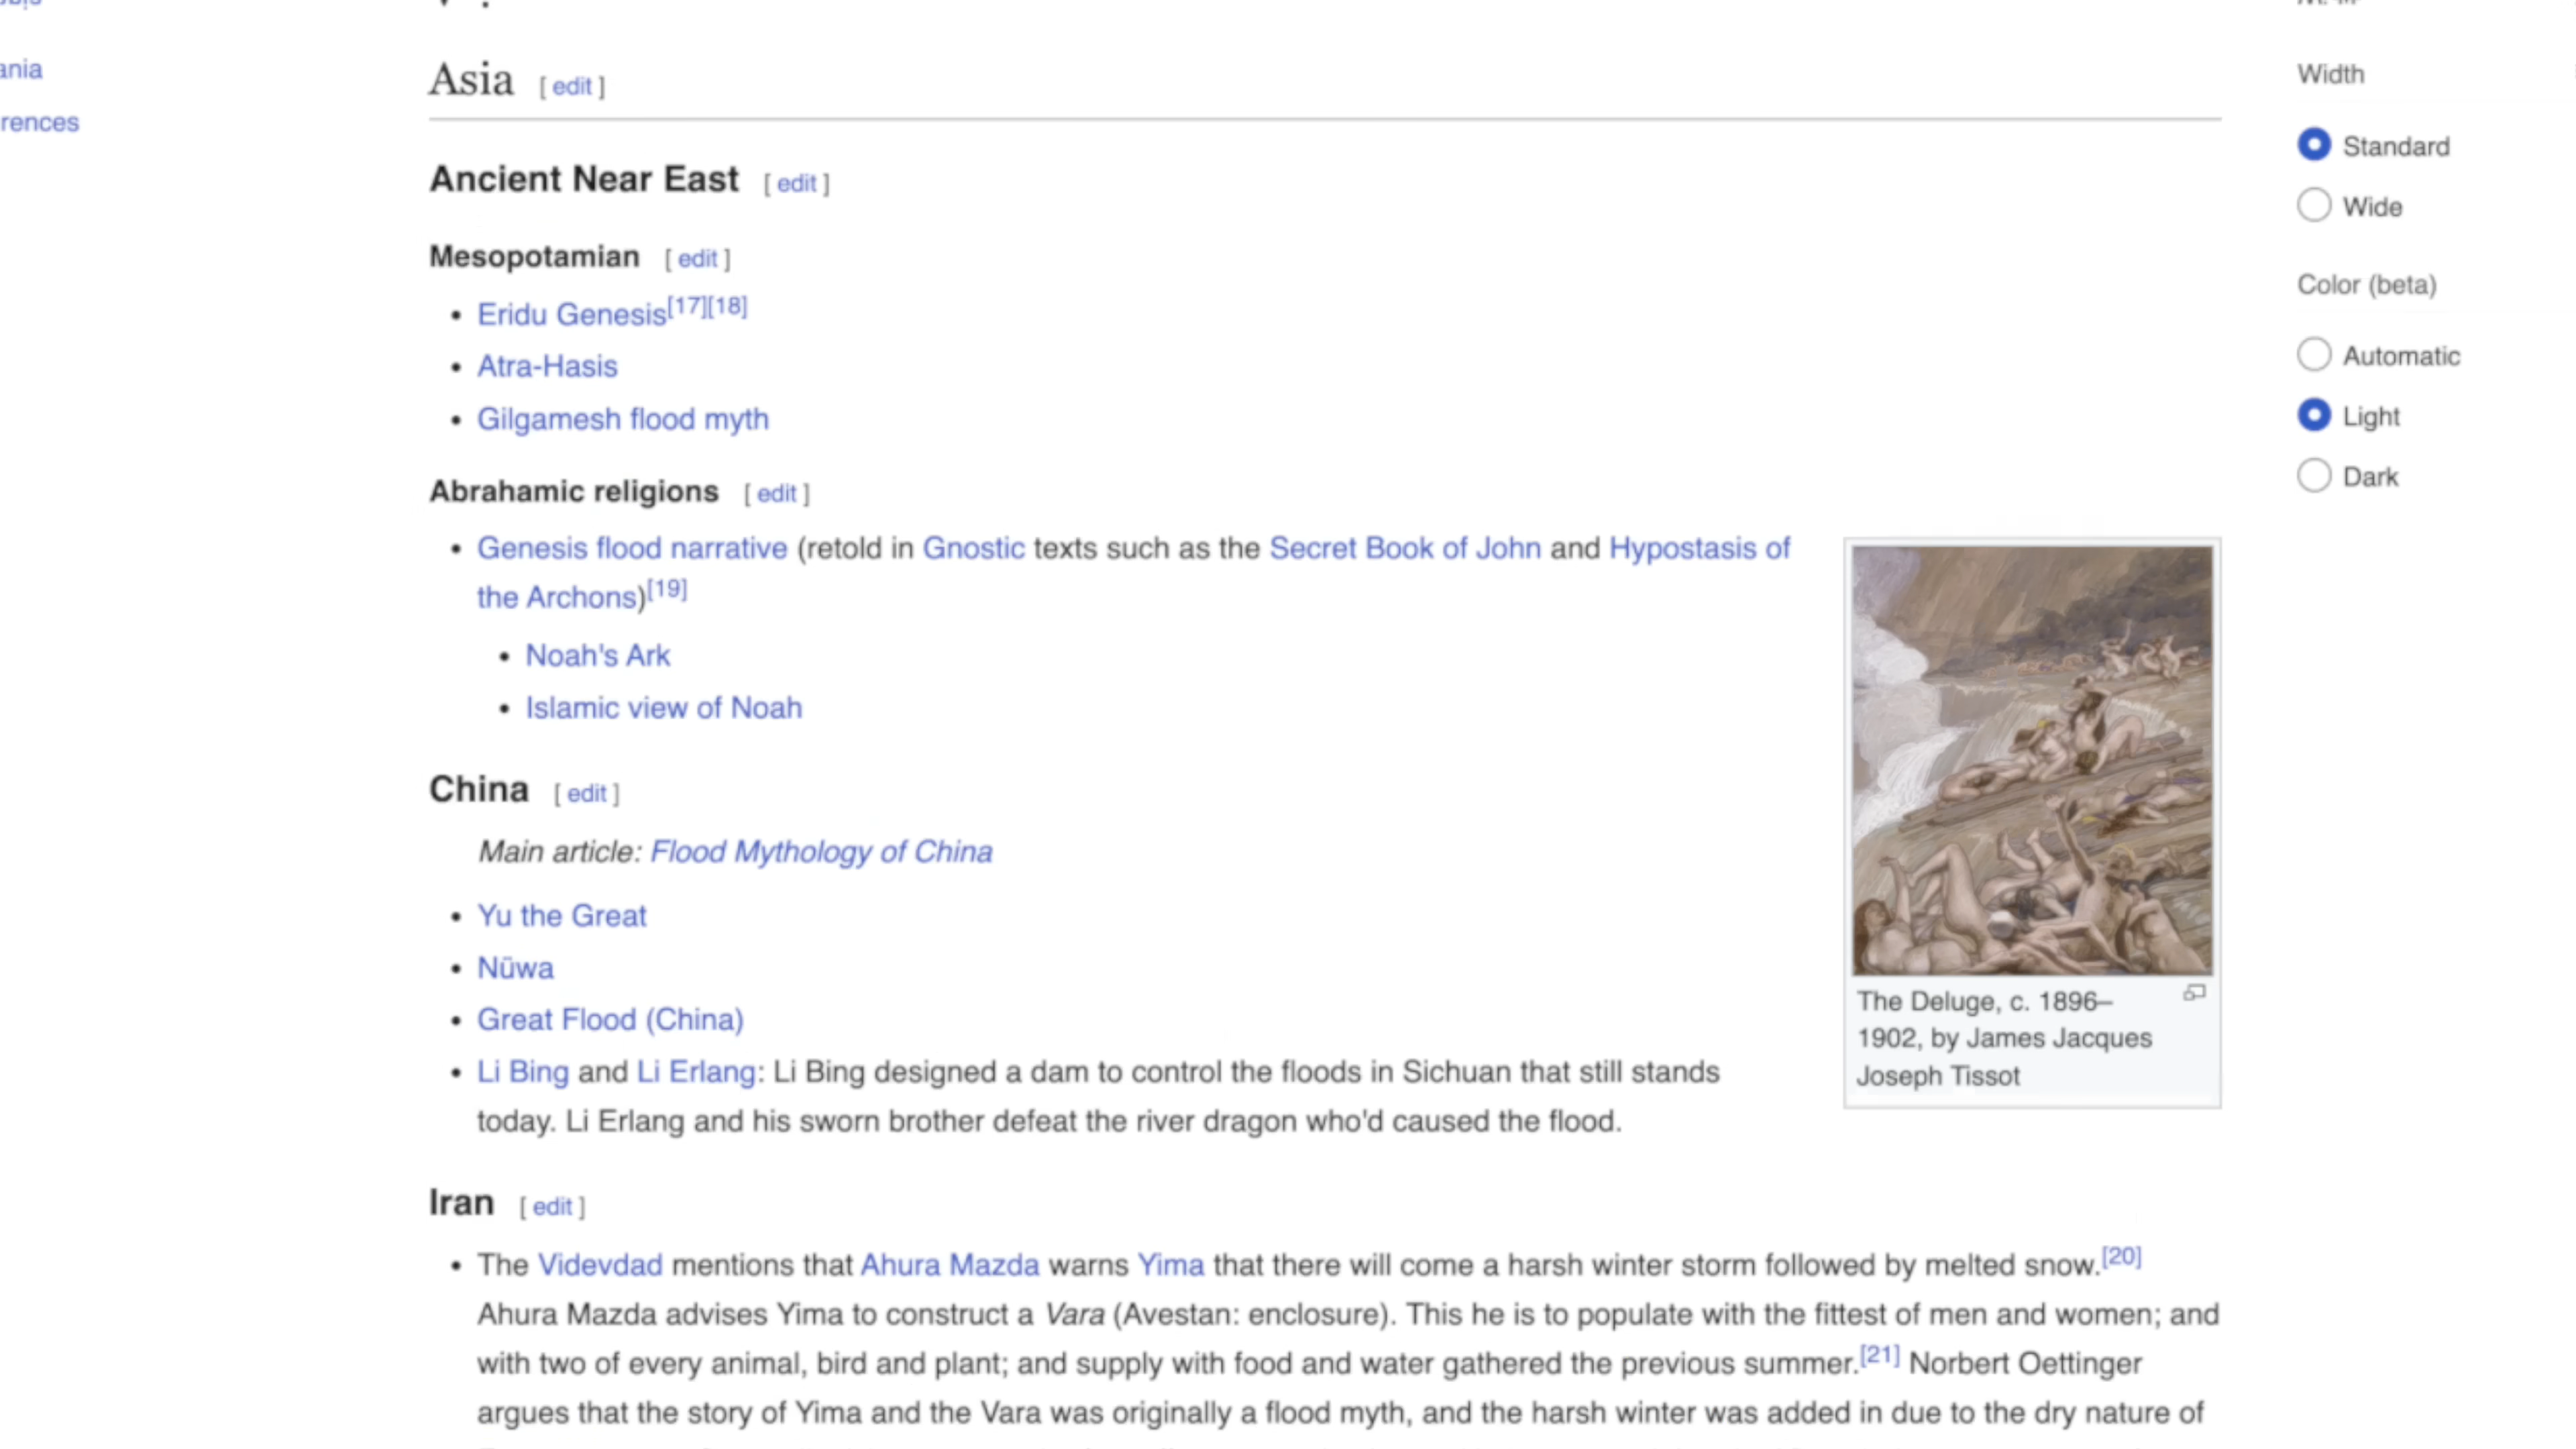 ania
rences
Asia [ edit ]
Ancient Near East [ edit ]
Mesopotamian [ edit ]
• Eridu Genesis[17][18]
• Atra-Hasis
• Gilgamesh flood myth
Abrahamic religions [ edit ]
• Genesis flood narrative (retold in Gnostic texts such as the Secret Book of John and Hypostasis of
the Archons)[19]
• Noah's Ark
• Islamic view of Noah
China [ edit ]
Main article: Flood Mythology of China
• Yu the Great
• Nüwa
• Great Flood (China)
• Li Bing and Li Erlang: Li Bing designed a dam to control the floods in Sichuan that still stands
today. Li Erlang and his sworn brother defeat the river dragon who'd caused the flood.
The Deluge, c. 1896–
1902, by James Jacques
Joseph Tissot
Iran [ edit ]
• The Videvdad mentions that Ahura Mazda warns Yima that there will come a harsh winter storm followed by melted snow.[20]
Ahura Mazda advises Yima to construct a Vara (Avestan: enclosure). This he is to populate with the fittest of men and women; and
with two of every animal, bird and plant; and supply with food and water gathered the previous summer.[21] Norbert Oettinger
argues that the story of Yima and the Vara was originally a flood myth, and the harsh winter was added in due to the dry nature of
Width
Standard
Wide
Color (beta)
Automatic
Light
Dark